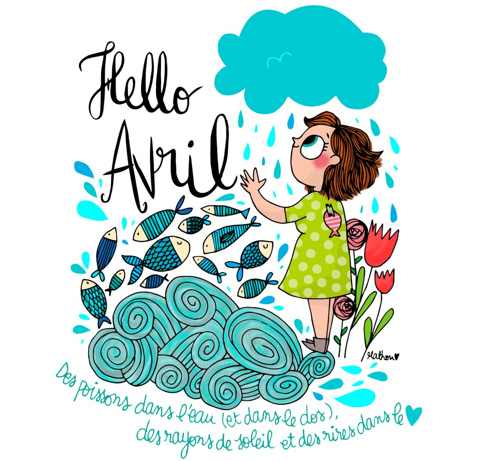 Hello
Avril
Mathou
Des poissons dans l'eau (et dans le dos),
des rayons de soleil et des rires dans le